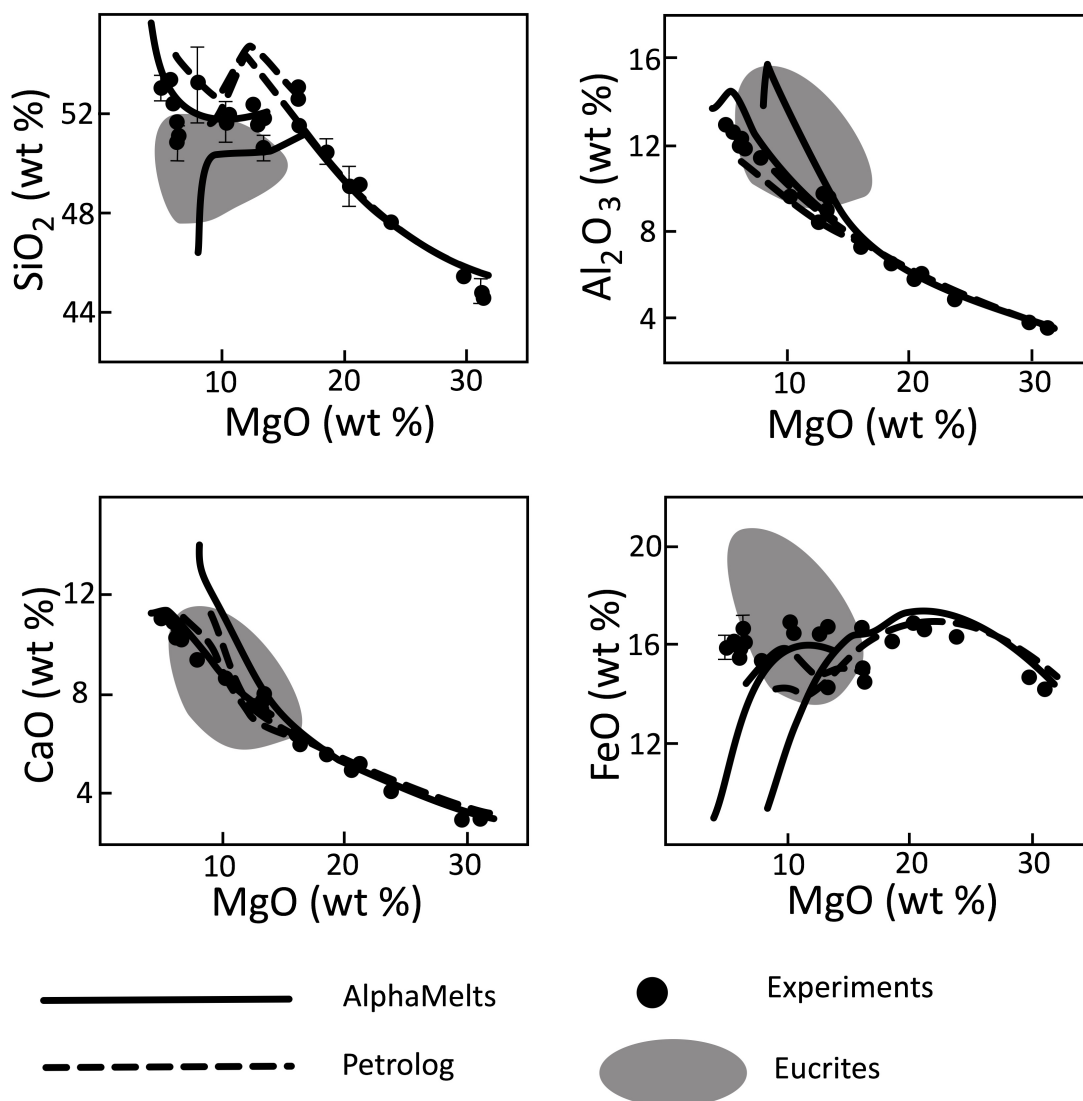 SiO2 (wt %)
52
48
44
10 20 30
MgO (wt %)
Al2O3 (wt %)
16
12
8
4
10 20 30
MgO (wt %)
CaO (wt %)
12
8
4
10 20 30
MgO (wt %)
FeO (wt %)
20
16
12
10 20 30
MgO (wt %)
AlphaMelts
Experiments
Petrolog
Eucrites